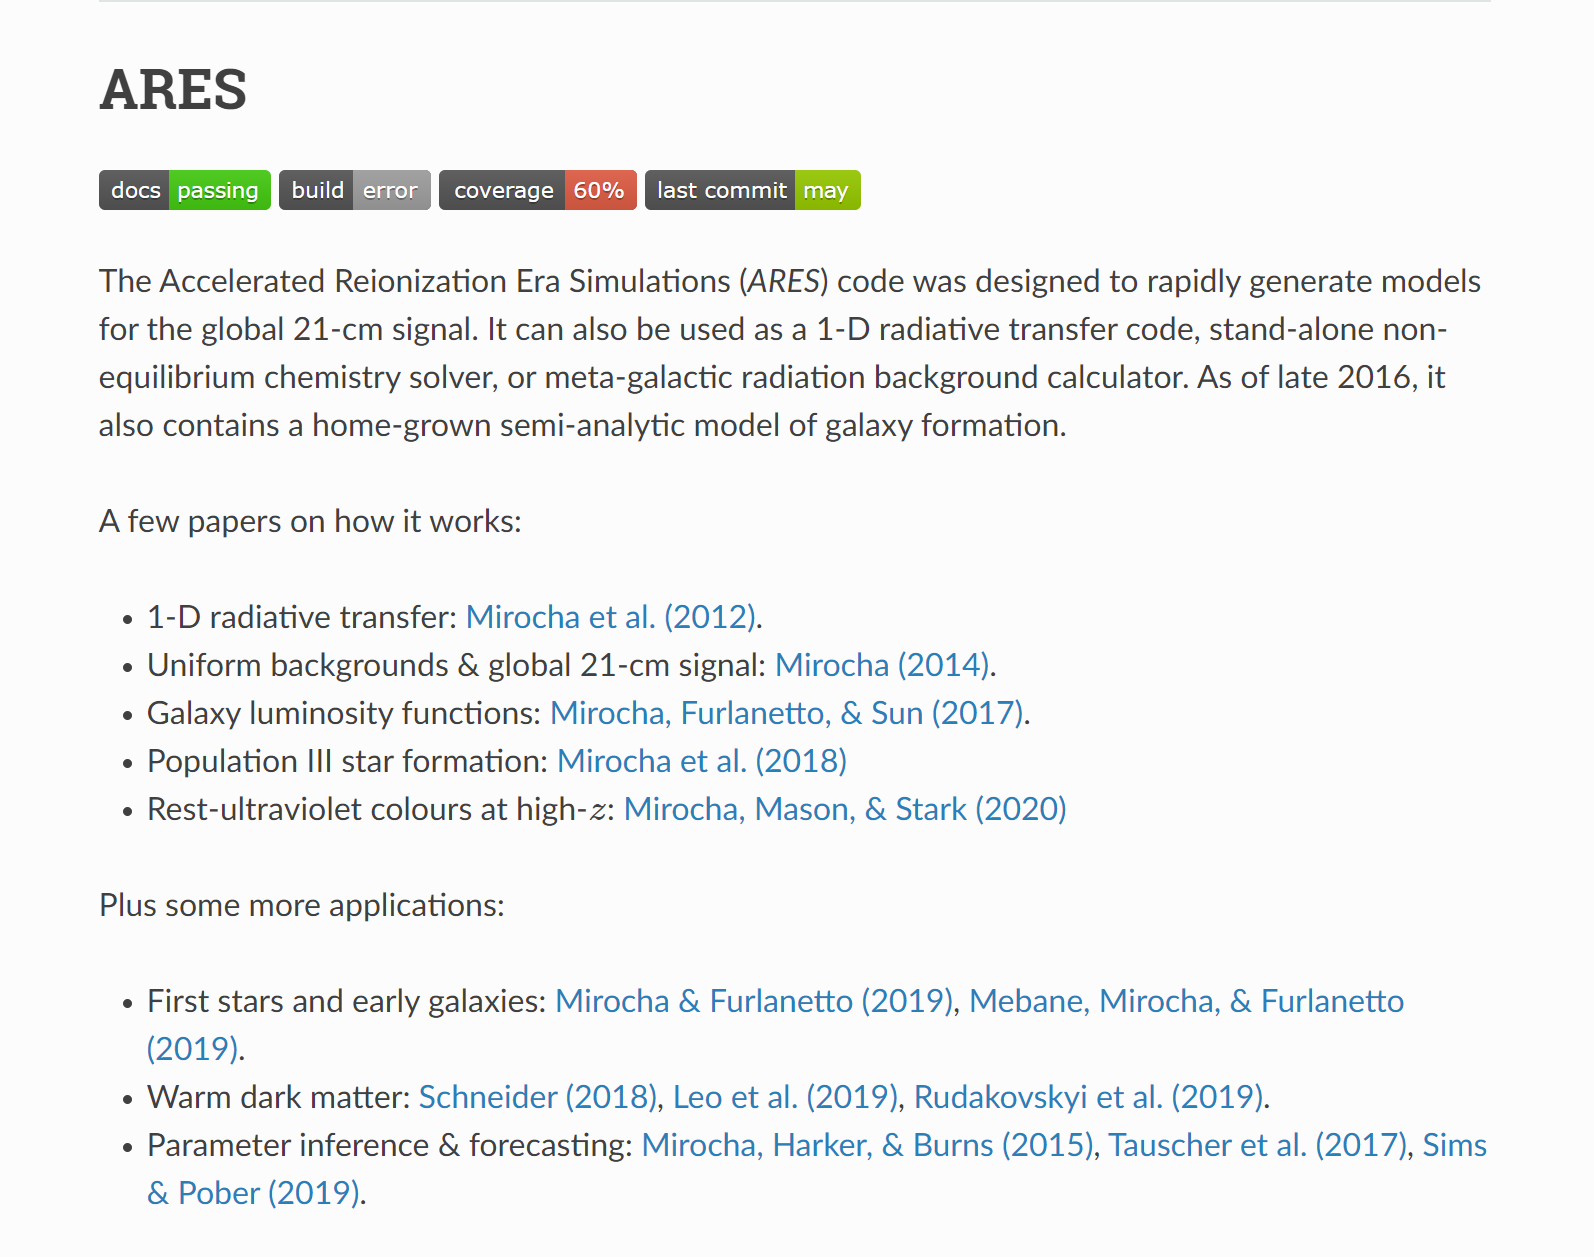 ARES
docs passing build error coverage 60% last commit may
The Accelerated Reionization Era Simulations (ARES) code was designed to rapidly generate models
for the global 21-cm signal. It can also be used as a 1-D radiative transfer code, stand-alone non-
equilibrium chemistry solver, or meta-galactic radiation background calculator. As of late 2016, it
also contains a home-grown semi-analytic model of galaxy formation.
A few papers on how it works:
• 1-D radiative transfer: Mirocha et al. (2012).
• Uniform backgrounds & global 21-cm signal: Mirocha (2014).
• Galaxy luminosity functions: Mirocha, Furlanetto, & Sun (2017).
• Population III star formation: Mirocha et al. (2018)
• Rest-ultraviolet colours at high-z: Mirocha, Mason, & Stark (2020)
Plus some more applications:
• First stars and early galaxies: Mirocha & Furlanetto (2019), Mebane, Mirocha, & Furlanetto
(2019).
• Warm dark matter: Schneider (2018), Leo et al. (2019), Rudakovskyi et al. (2019).
• Parameter inference & forecasting: Mirocha, Harker, & Burns (2015), Tauscher et al. (2017), Sims
& Pober (2019).